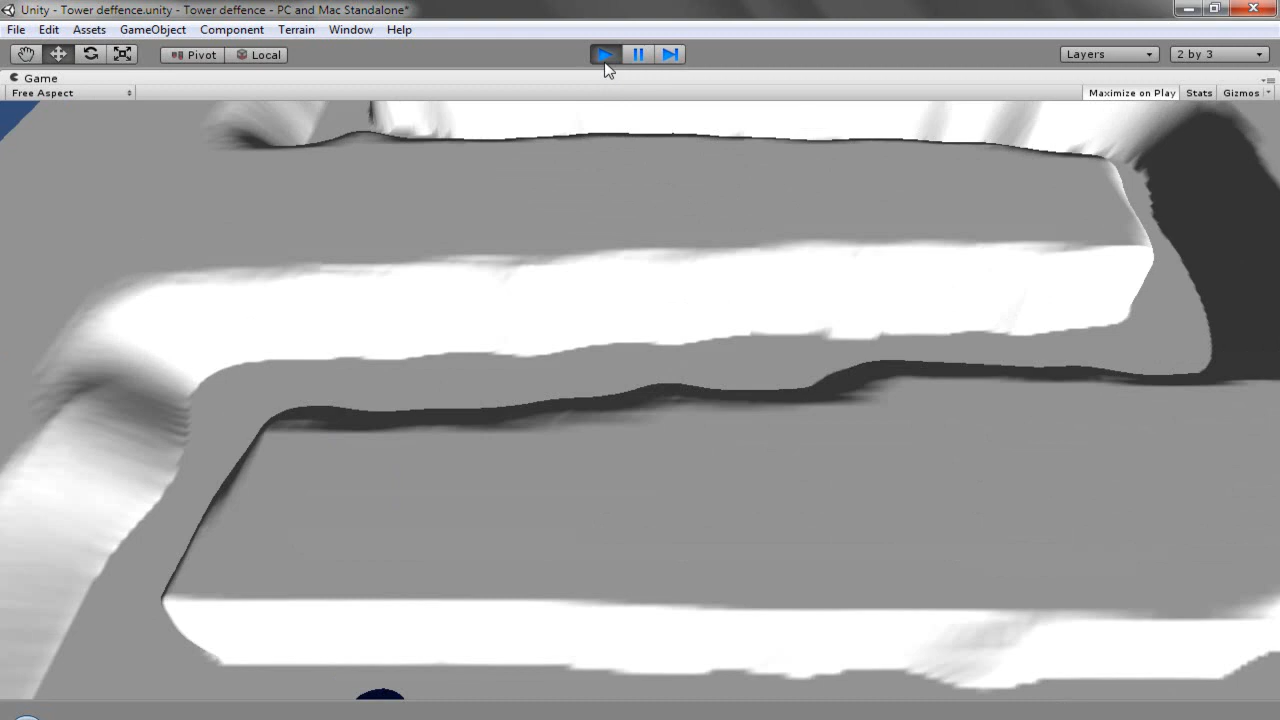 Unity - Tower deffence.unity - Tower deffence - PC and Mac Standalone*
File Edit Assets GameObject Component Terrain Window Help
Pivot Local Layers 2 by 3
Game
Free Aspect Maximize on Play Stats Gizmos